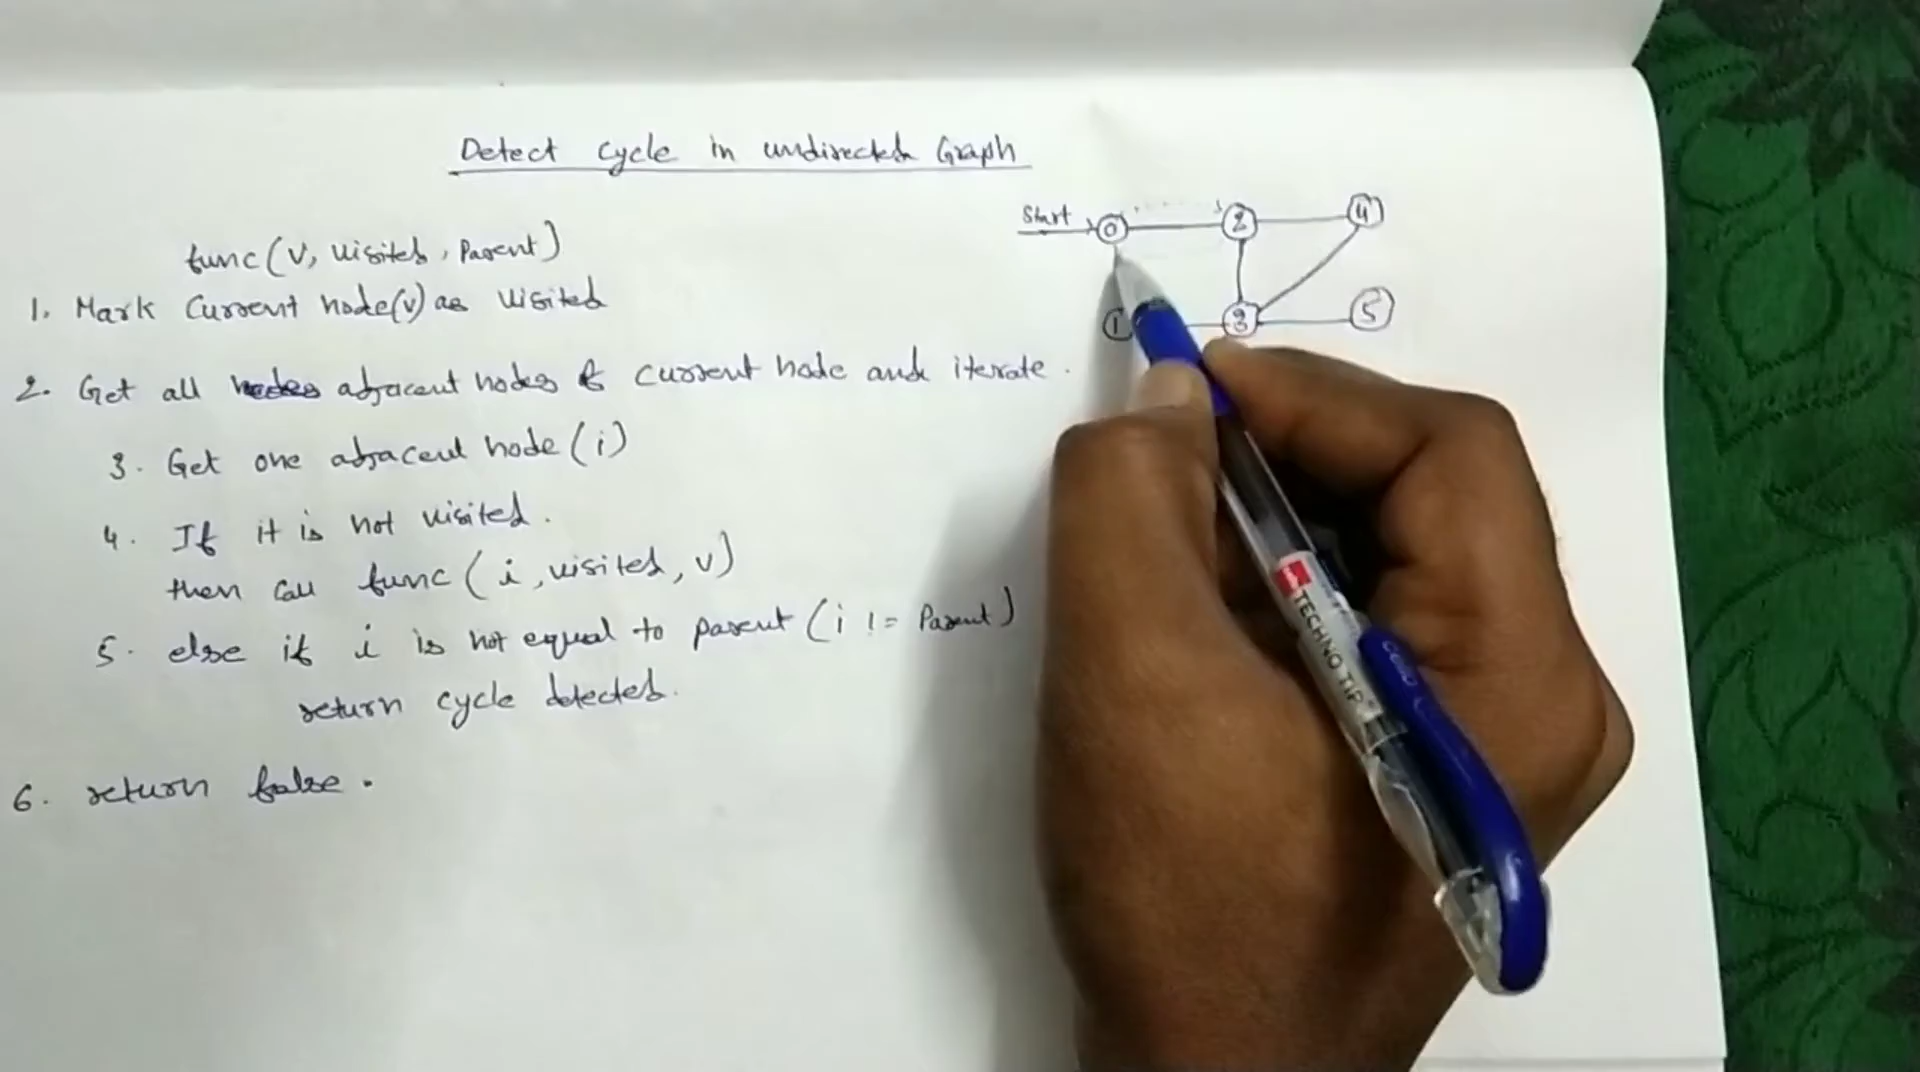 Detect cycle in undirected Graph
func(v, visited, Parent)
1. Mark Current node(v) as visited
2. Get all nodes adjacent nodes of current node and iterate.
3. Get one adjacent node (i)
4. If it is not visited.
then call func(i, visited, v)
5. else if i is not equal to parent (i != Parent)
return cycle detected.
6. return false.
Start 0 2 4
1 3 5
TECHNO TIP
cello